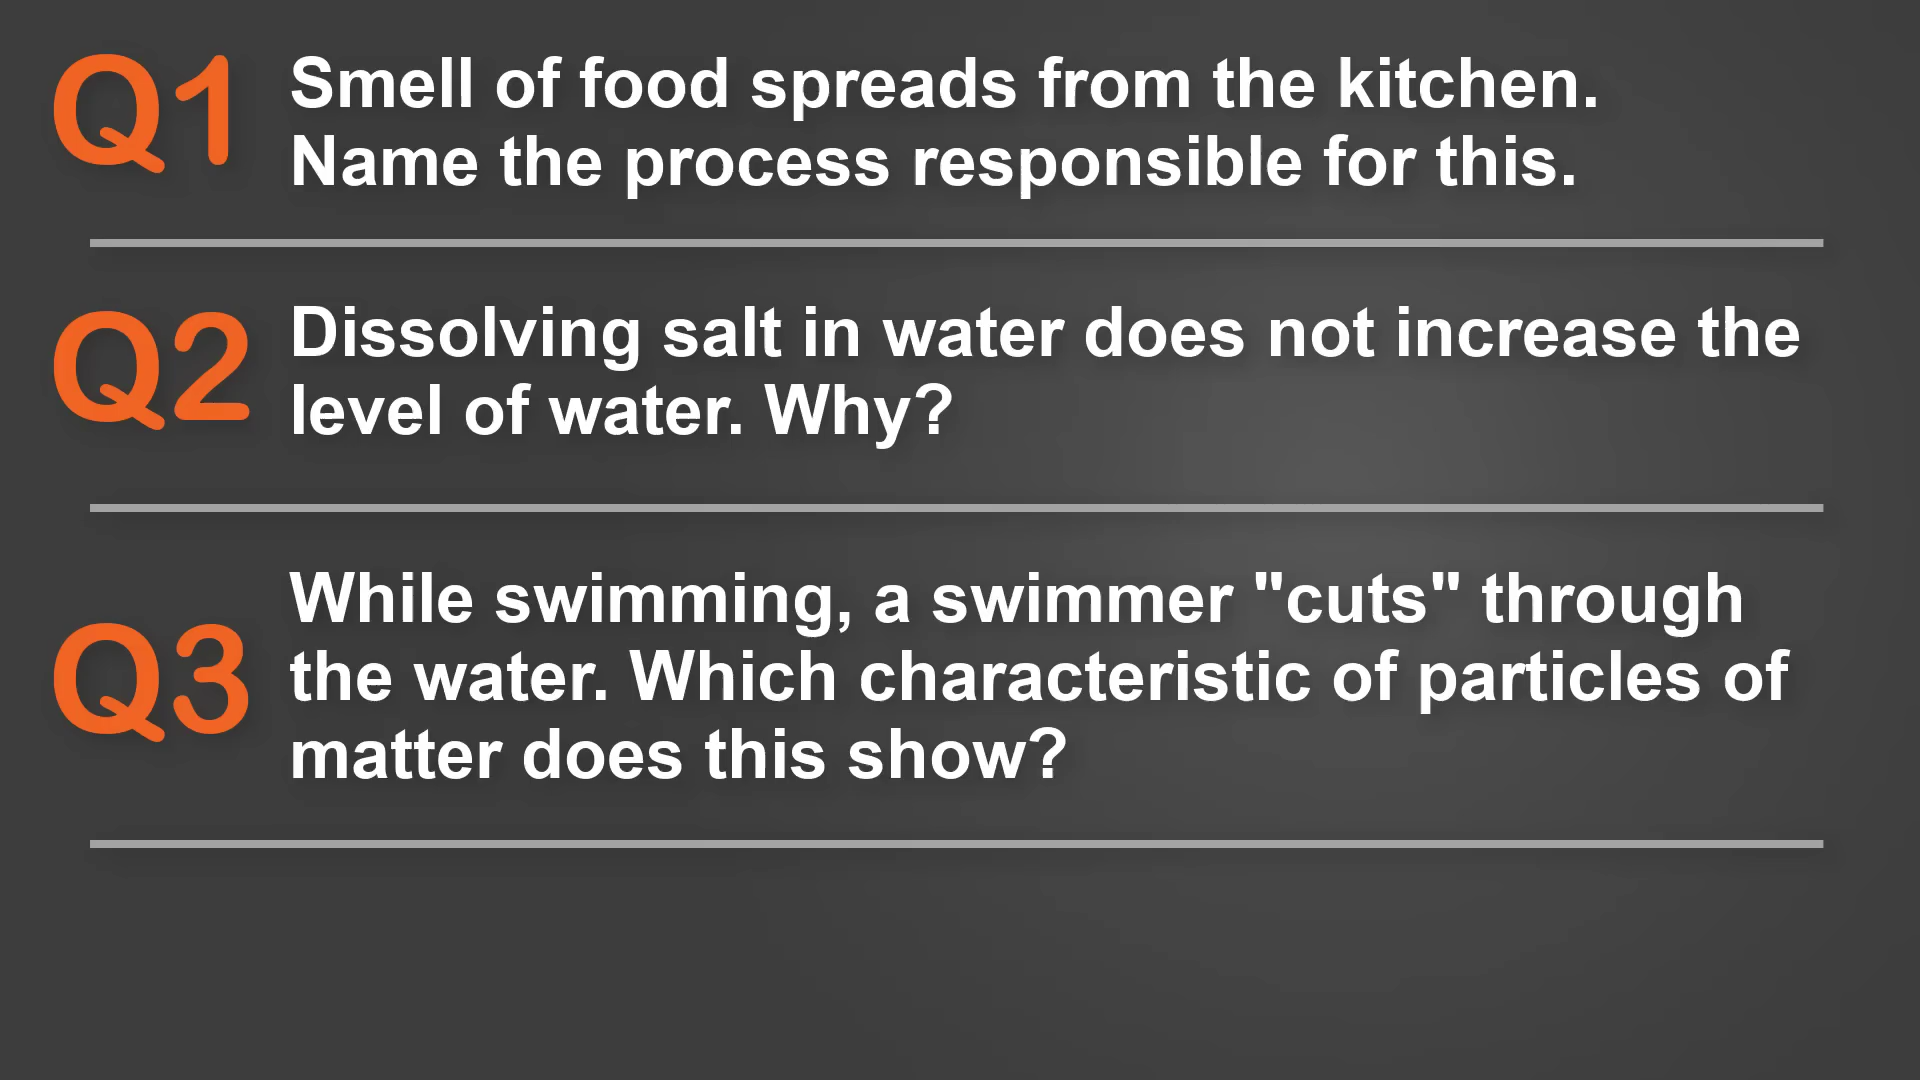 Q1
Smell of food spreads from the kitchen.
Name the process responsible for this.
Q2
Dissolving salt in water does not increase the
level of water. Why?
Q3
While swimming, a swimmer "cuts" through
the water. Which characteristic of particles of
matter does this show?